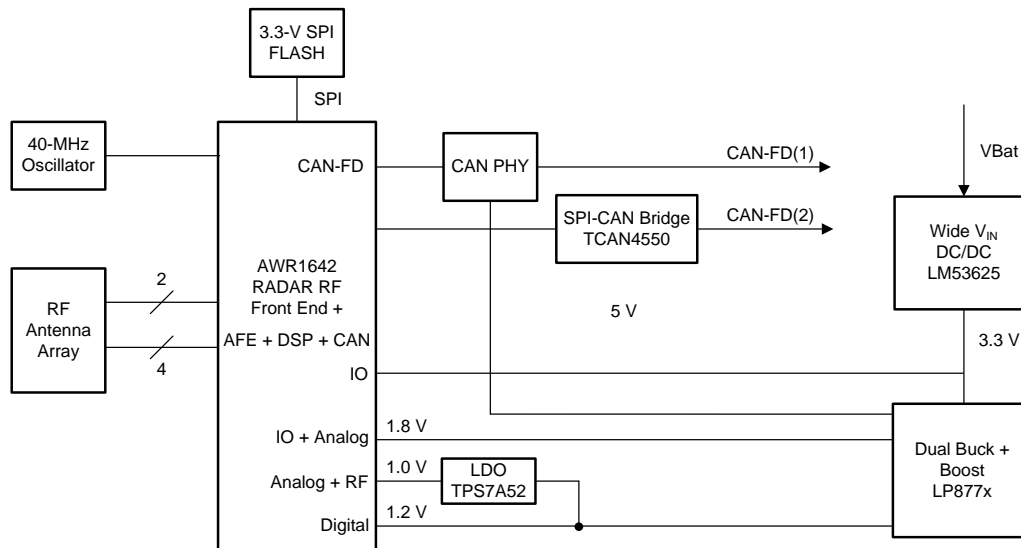 3.3-V SPI
FLASH
SPI
40-MHz
Oscillator
CAN-FD
CAN PHY
CAN-FD(1)
VBat
SPI-CAN Bridge
TCAN4550
CAN-FD(2)
Wide VIN
DC/DC
LM53625
RF
Antenna
Array
2
4
AWR1642
RADAR RF
Front End +
AFE + DSP + CAN
5 V
3.3 V
IO
IO + Analog
1.8 V
Analog + RF
1.0 V
LDO
TPS7A52
Digital
1.2 V
Dual Buck +
Boost
LP877x